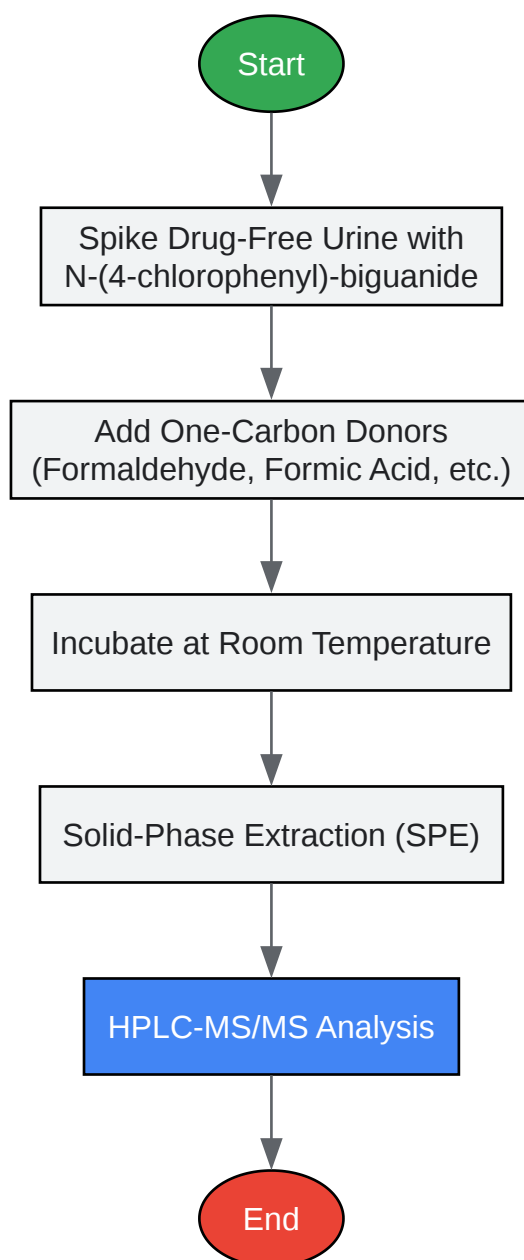 Start
Spike Drug-Free Urine with
N-(4-chlorophenyl)-biguanide
Add One-Carbon Donors
(Formaldehyde, Formic Acid, etc.)
Incubate at Room Temperature
Solid-Phase Extraction (SPE)
HPLC-MS/MS Analysis
End